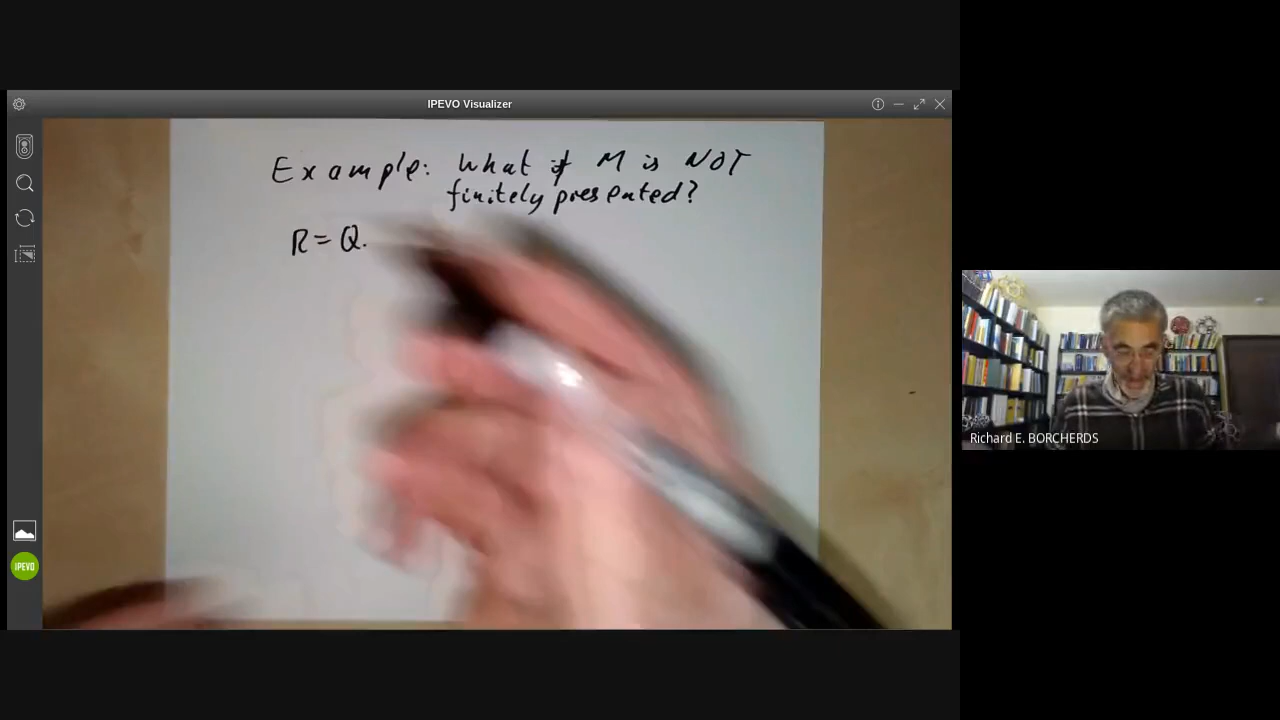 IPEVO Visualizer
Example: What if M is NOT
finitely presented?
R = Q.
IPEVO
Richard E. BORCHERDS